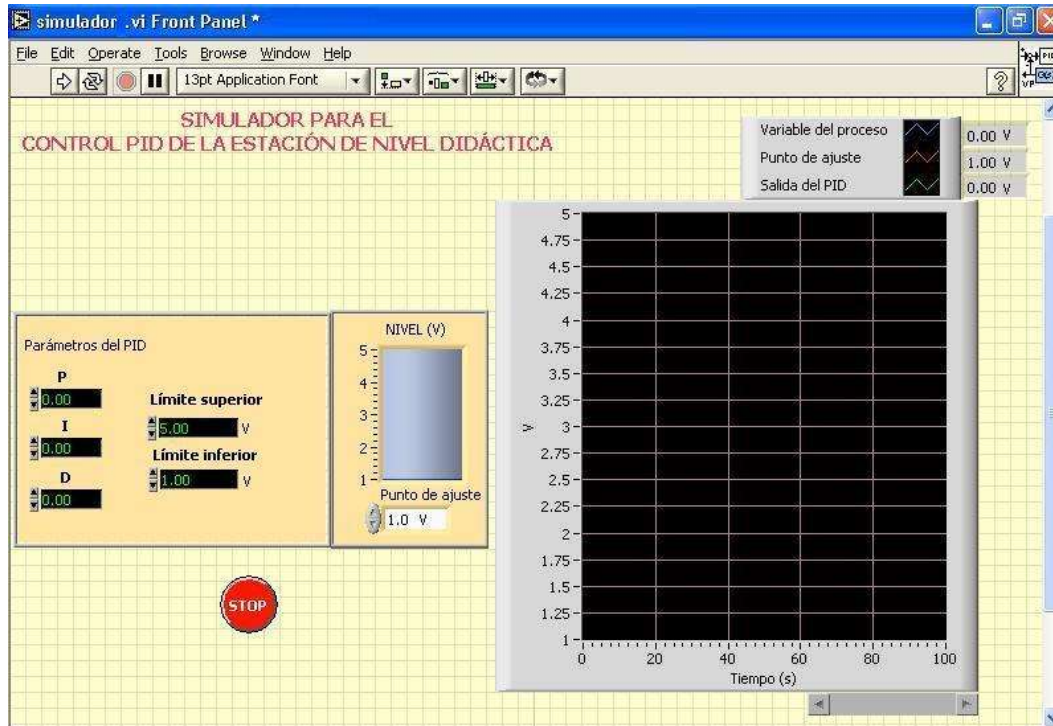 simulador .vi Front Panel *
File Edit Operate Tools Browse Window Help
13pt Application Font
SIMULADOR PARA EL
CONTROL PID DE LA ESTACIÓN DE NIVEL DIDÁCTICA
Variable del proceso 0.00 V
Punto de ajuste 1.00 V
Salida del PID 0.00 V
Parámetros del PID
P
0.00
I
0.00
D
0.00
Límite superior
5.00 V
Límite inferior
1.00 V
NIVEL (V)
5
4
3
2
1
Punto de ajuste
1.0 V
STOP
5
4.75
4.5
4.25
4
3.75
3.5
3.25
3
2.75
2.5
2.25
2
1.75
1.5
1.25
1
V
0 20 40 60 80 100
Tiempo (s)